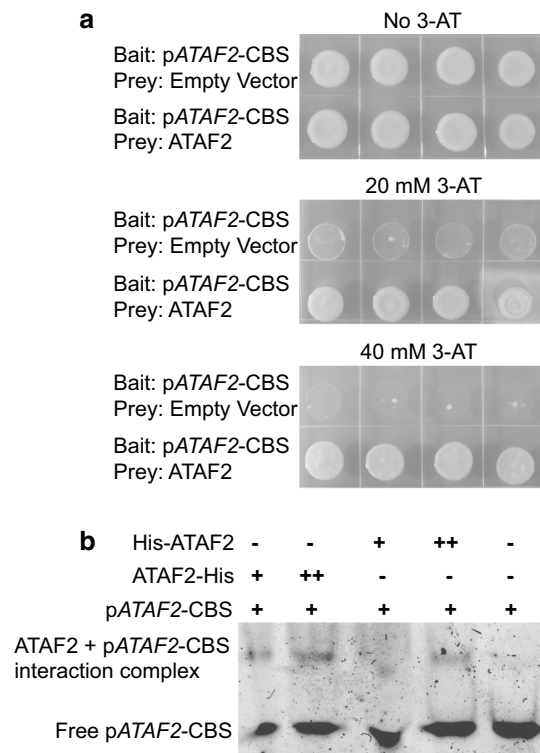 a
No 3-AT
Bait: pATAF2-CBS
Prey: Empty Vector
Bait: pATAF2-CBS
Prey: ATAF2
20 mM 3-AT
Bait: pATAF2-CBS
Prey: Empty Vector
Bait: pATAF2-CBS
Prey: ATAF2
40 mM 3-AT
Bait: pATAF2-CBS
Prey: Empty Vector
Bait: pATAF2-CBS
Prey: ATAF2
b
His-ATAF2 - - + ++ -
ATAF2-His + ++ - - -
pATAF2-CBS + + + + +
ATAF2 + pATAF2-CBS
interaction complex
Free pATAF2-CBS